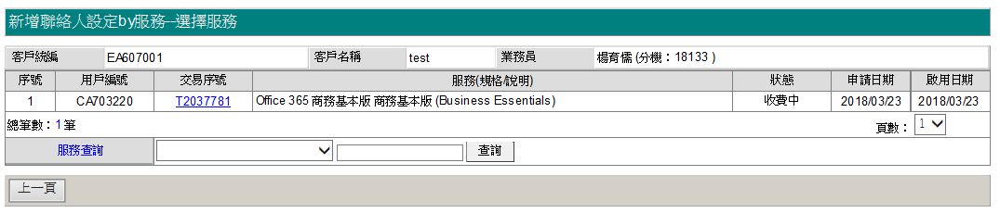 新增聯絡人設定by服務--選擇服務
客戶統編 EA607001 客戶名稱 test 業務員 楊育儒 (分機：18133 )
序號 用戶編號 交易序號 服務(規格/說明) 狀態 申請日期 啟用日期
1 CA703220 T2037781 Office 365 商務基本版 商務基本版 (Business Essentials) 收費中 2018/03/23 2018/03/23
總筆數：1筆 頁數： 1
服務查詢 查詢
上一頁